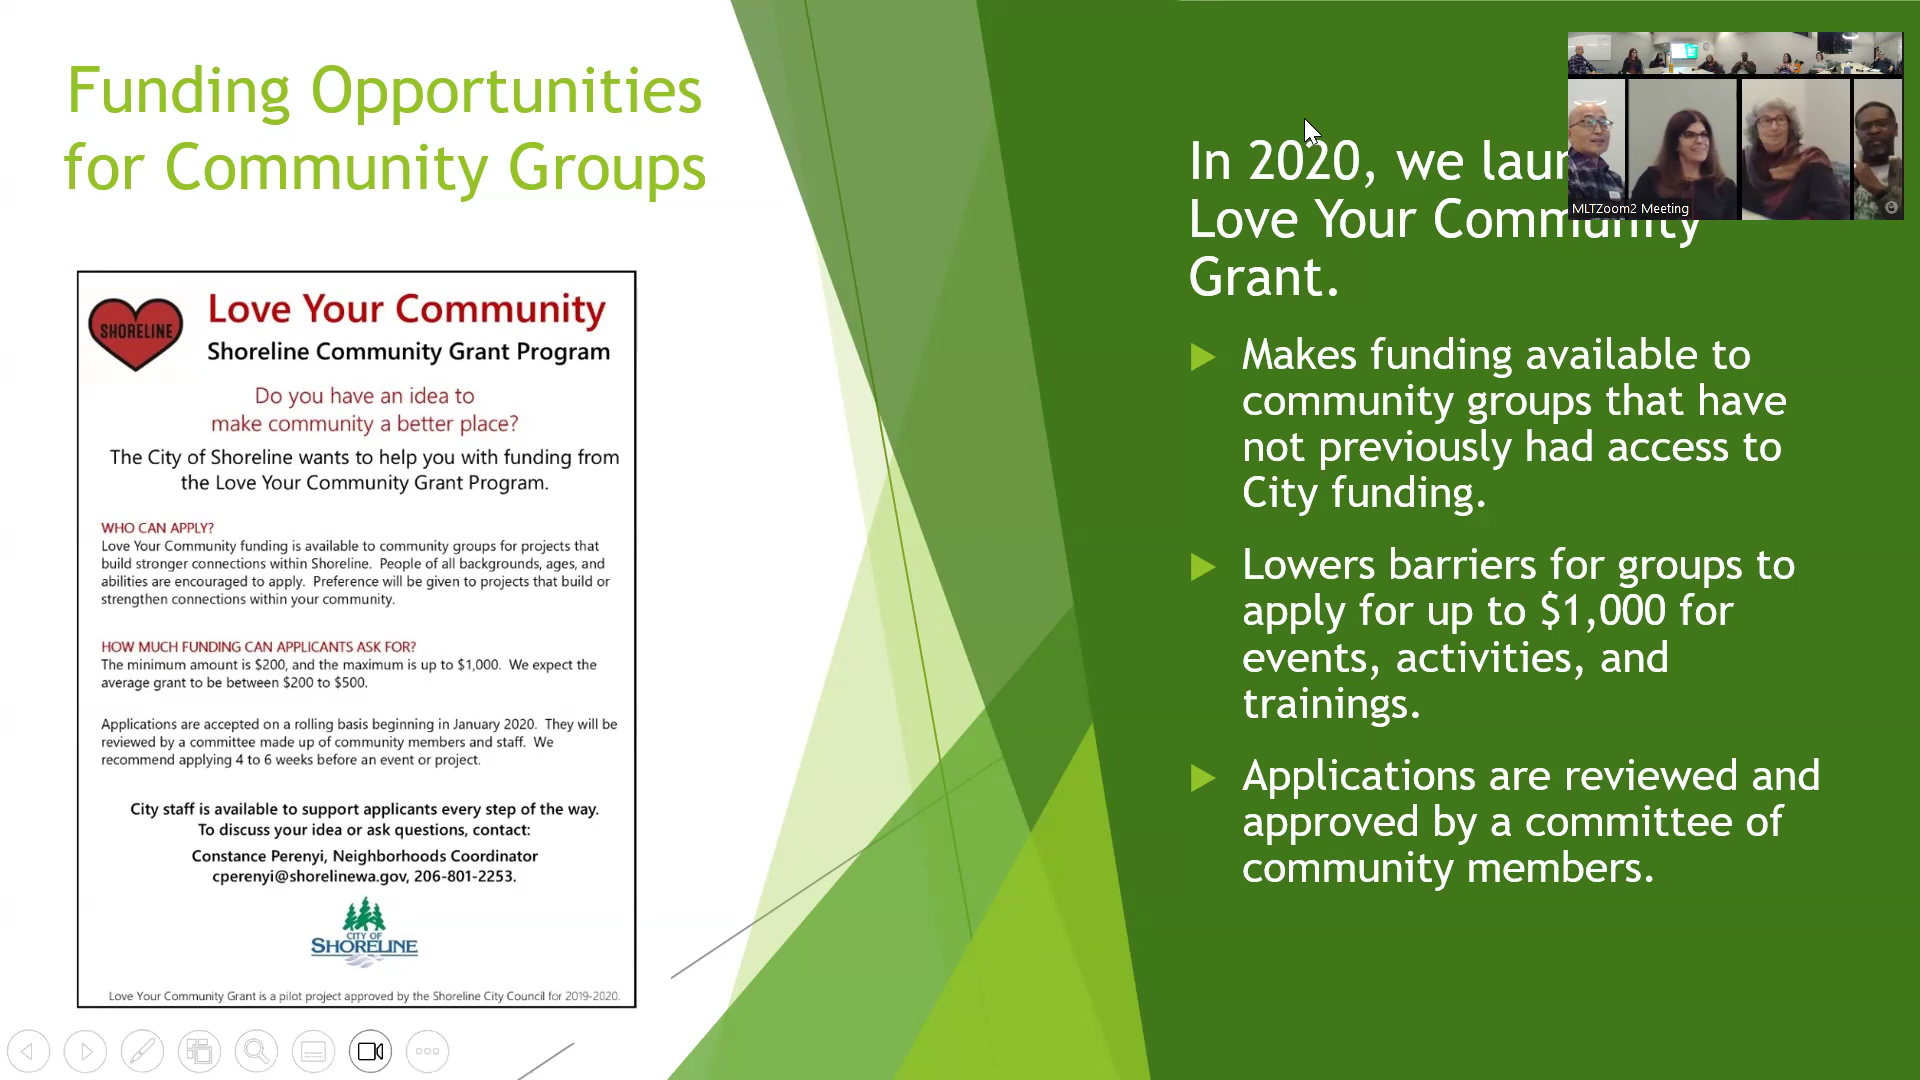 Funding Opportunities
for Community Groups
SHORELINE
Love Your Community
Shoreline Community Grant Program
Do you have an idea to
make community a better place?
The City of Shoreline wants to help you with funding from
the Love Your Community Grant Program.
WHO CAN APPLY?
Love Your Community funding is available to community groups for projects that
build stronger connections within Shoreline. People of all backgrounds, ages, and
abilities are encouraged to apply. Preference will be given to projects that build or
strengthen connections within your community.
HOW MUCH FUNDING CAN APPLICANTS ASK FOR?
The minimum amount is $200, and the maximum is up to $1,000. We expect the
average grant to be between $200 to $500.
Applications are accepted on a rolling basis beginning in January 2020. They will be
reviewed by a committee made up of community members and staff. We
recommend applying 4 to 6 weeks before an event or project.
City staff is available to support applicants every step of the way.
To discuss your idea or ask questions, contact:
Constance Perenyi, Neighborhoods Coordinator
cperenyi@shorelinewa.gov, 206-801-2253.
CITY OF
SHORELINE
Love Your Community Grant is a pilot project approved by the Shoreline City Council for 2019-2020.
In 2020, we
Love Your Community
Grant.
Makes funding available to
community groups that have
not previously had access to
City funding.
Lowers barriers for groups to
apply for up to $1,000 for
events, activities, and
trainings.
Applications are reviewed and
approved by a committee of
community members.
MLTZoom2 Meeting